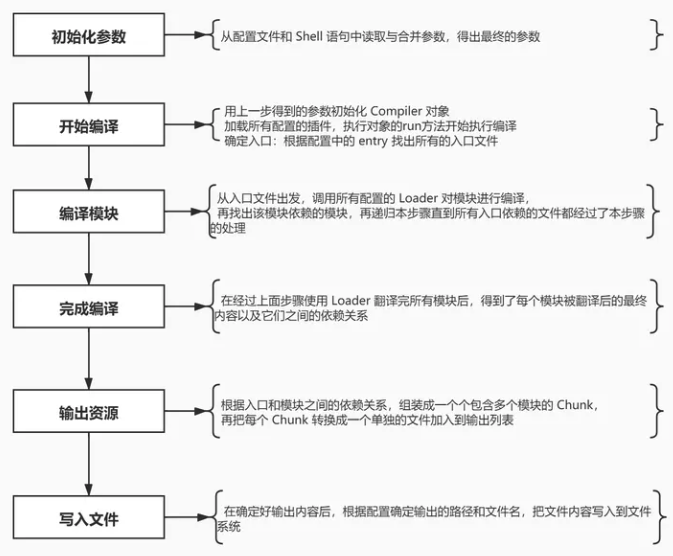 初始化参数
从配置文件和 Shell 语句中读取与合并参数，得出最终的参数
开始编译
用上一步得到的参数初始化 Compiler 对象
加载所有配置的插件，执行对象的run方法开始执行编译
确定入口：根据配置中的 entry 找出所有的入口文件
编译模块
从入口文件出发，调用所有配置的 Loader 对模块进行编译，
再找出该模块依赖的模块，再递归本步骤直到所有入口依赖的文件都经过了本步骤
的处理
完成编译
在经过上面步骤使用 Loader 翻译完所有模块后，得到了每个模块被翻译后的最终
内容以及它们之间的依赖关系
输出资源
根据入口和模块之间的依赖关系，组装成一个个包含多个模块的 Chunk，
再把每个 Chunk 转换成一个单独的文件加入到输出列表
写入文件
在确定好输出内容后，根据配置确定输出的路径和文件名，把文件内容写入到文件
系统